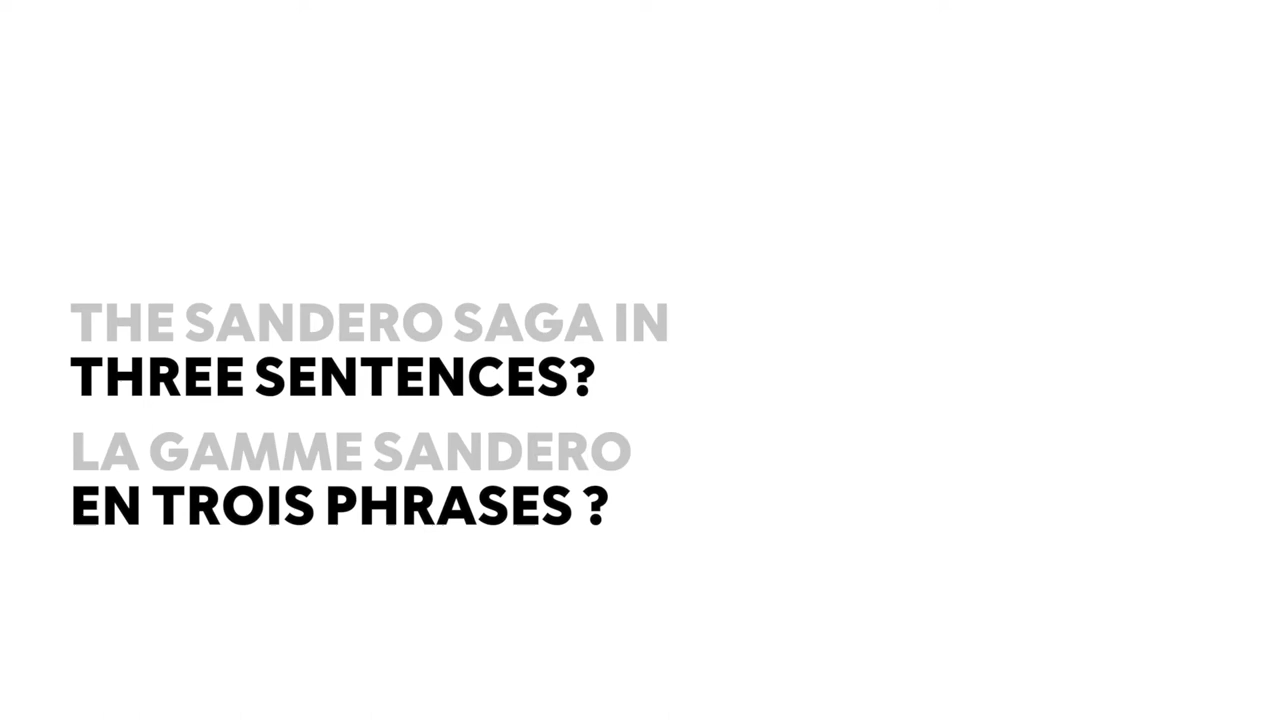 THE SANDERO SAGA IN
THREE SENTENCES?
LA GAMME SANDERO
EN TROIS PHRASES ?